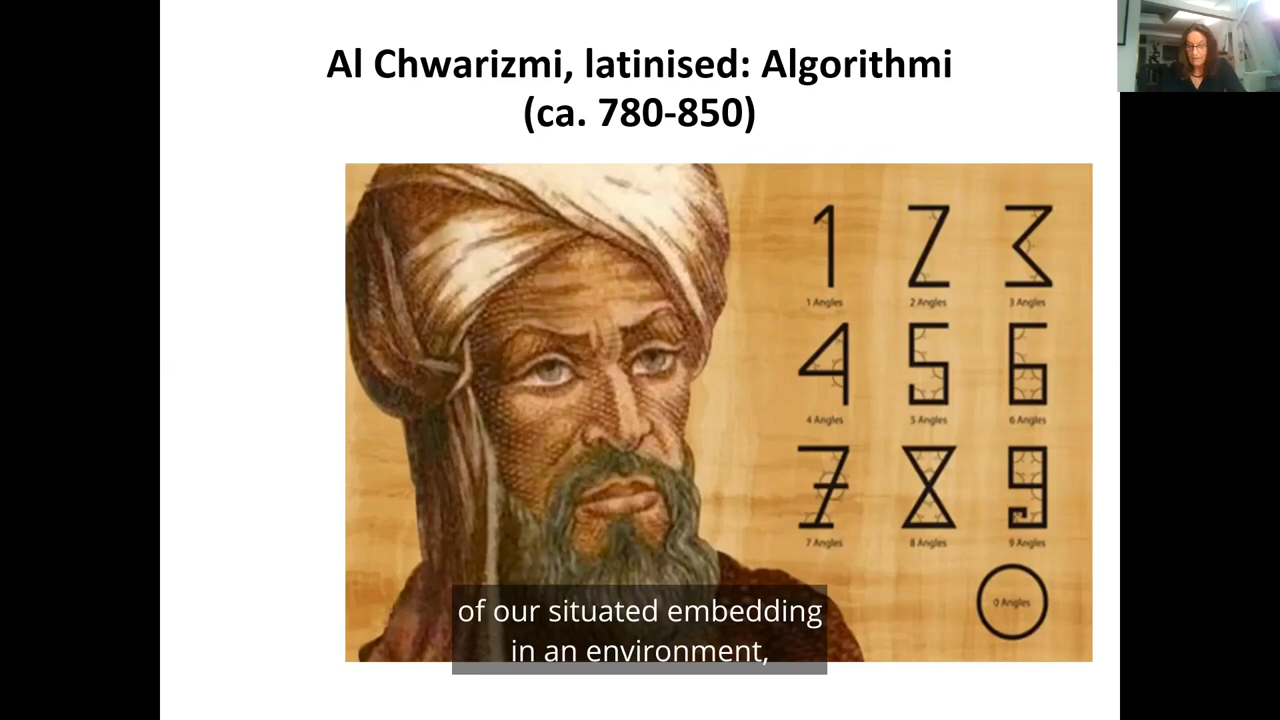 Al Chwarizmi, latinised: Algorithmi
(ca. 780-850)
1 2 3
1 Angles 2 Angles 3 Angles
4 5 6
4 Angles 5 Angles 6 Angles
7 8 9
7 Angles 8 Angles 9 Angles
0 Angles
of our situated embedding
in an environment,